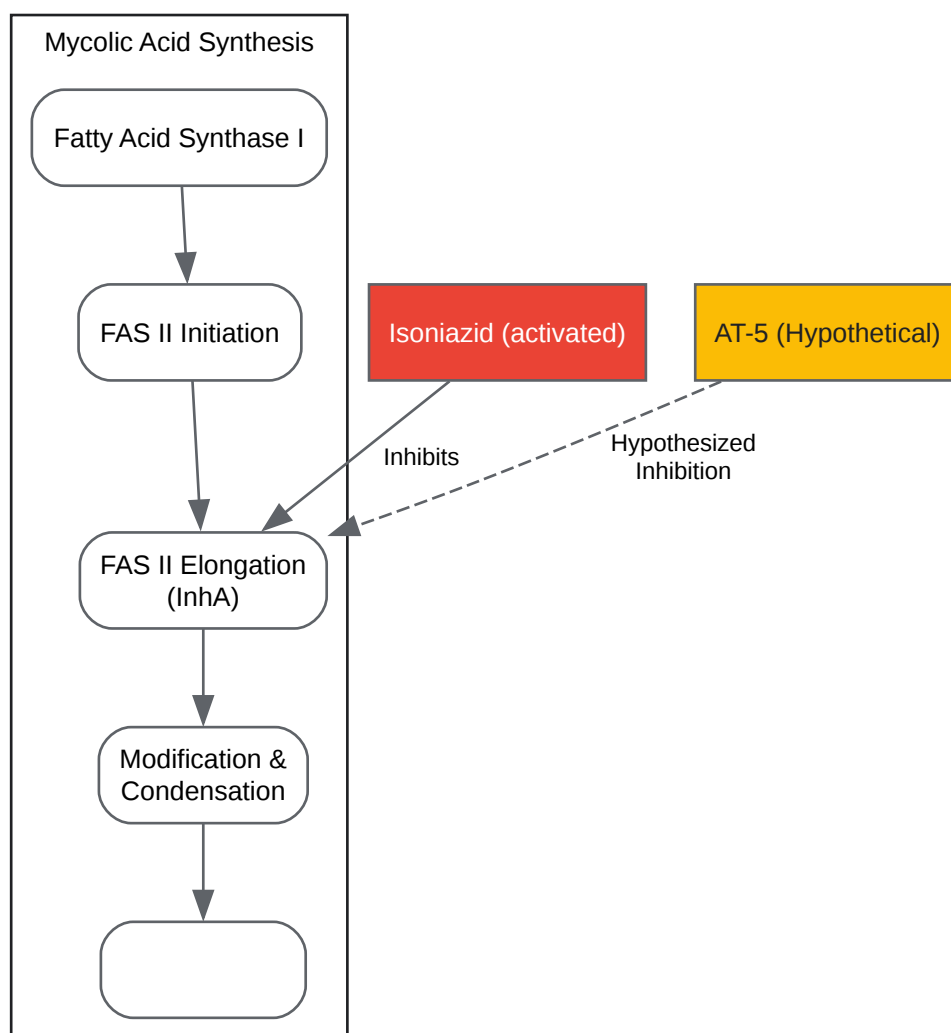 Mycolic Acid Synthesis
Fatty Acid Synthase I
FAS II Initiation
Isoniazid (activated)
AT-5 (Hypothetical)
Inhibits
Hypothesized
Inhibition
FAS II Elongation
(InhA)
Modification &
Condensation